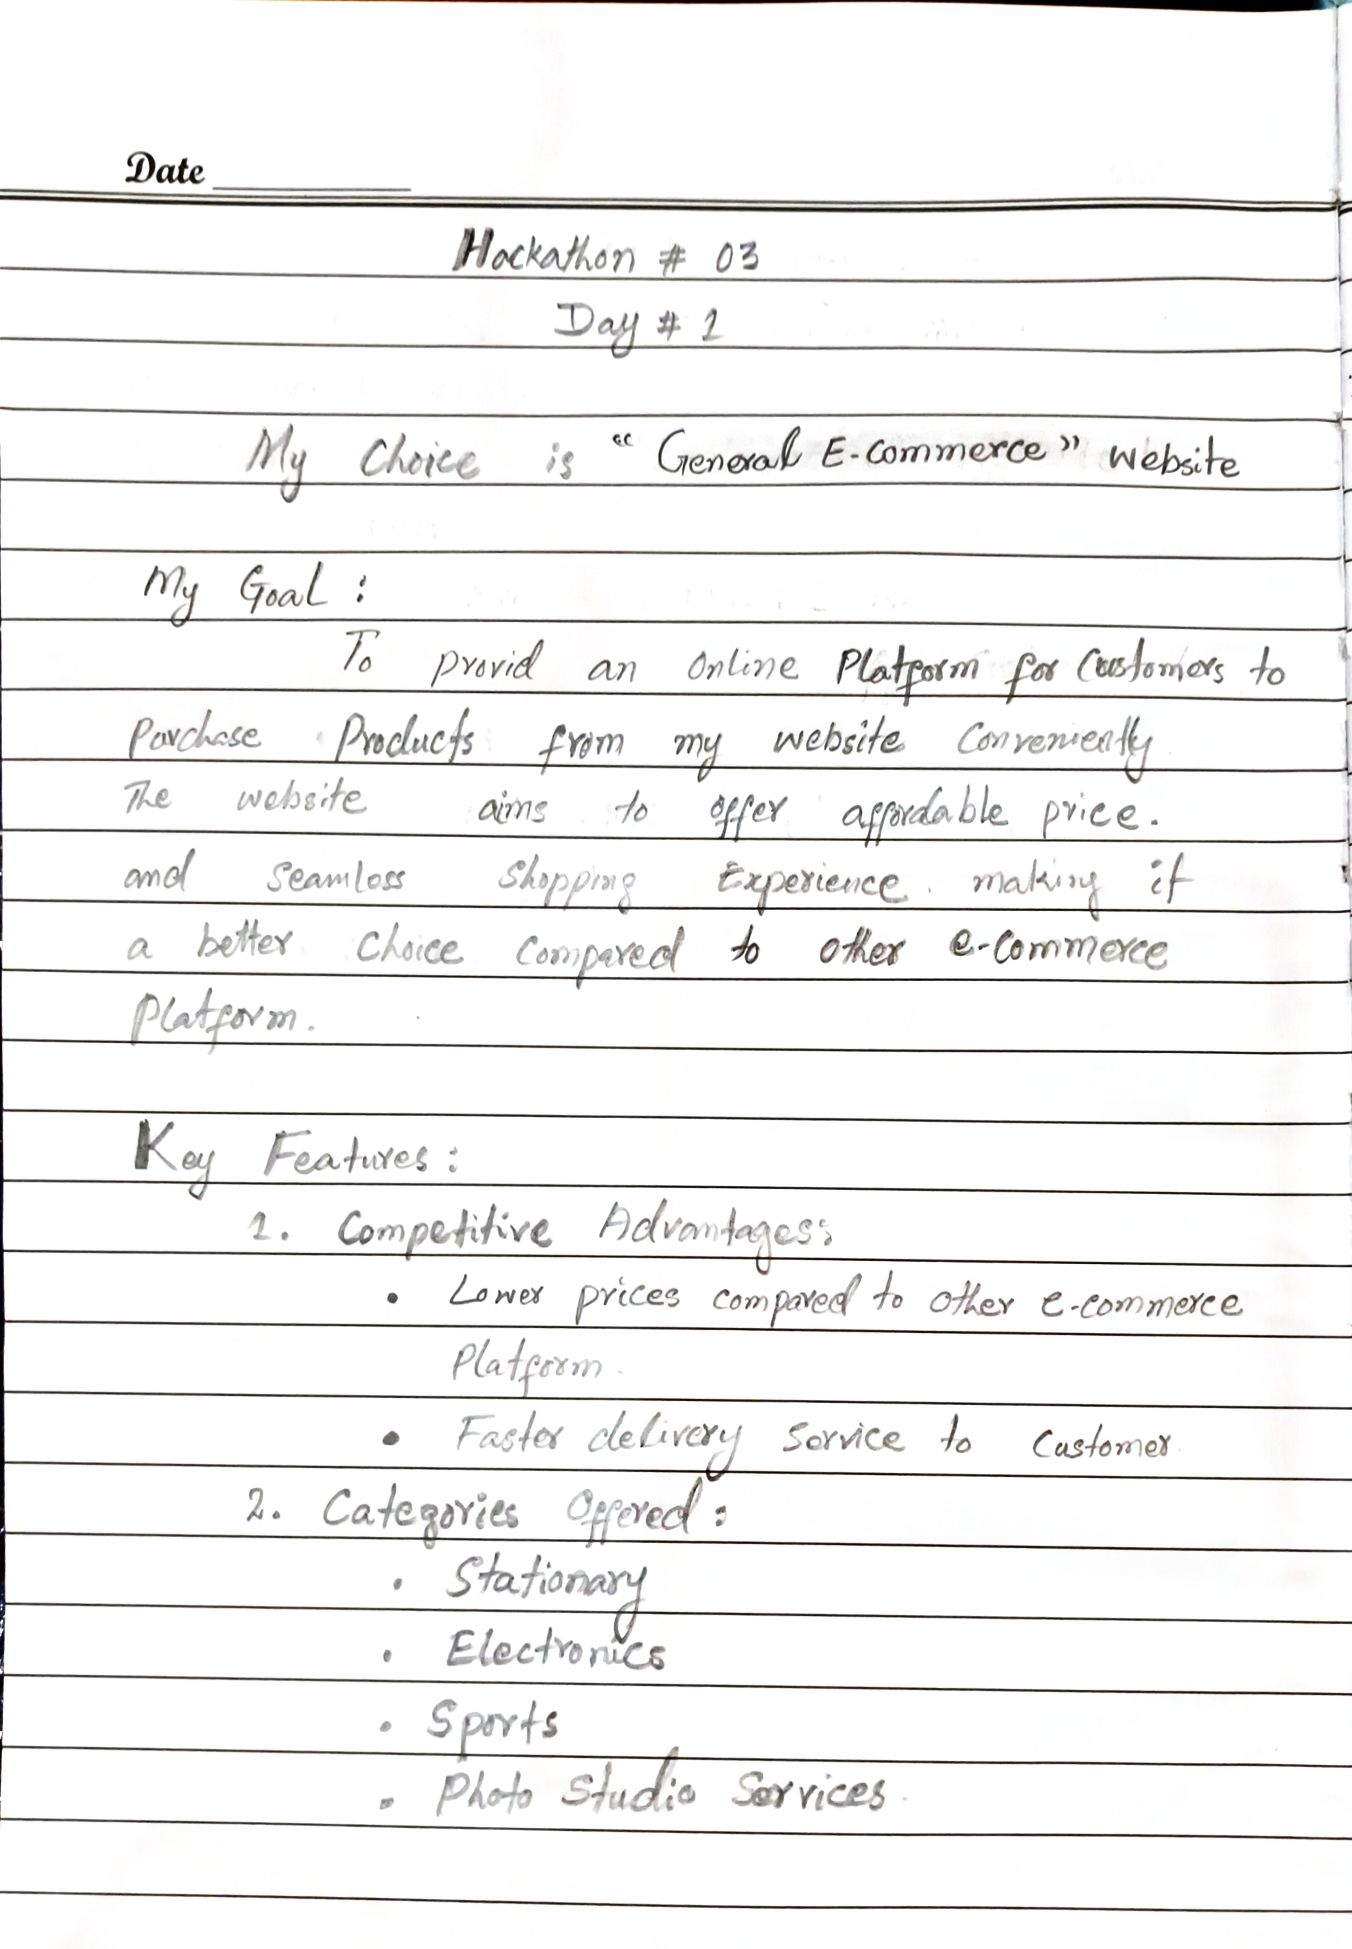 Date
Hackathon # 03
Day # 1
My Choice is "General E-commerce" website
My Goal :
To provid an Online Platform for Customers to
Purchase Products from my website Conveniently
The website aims to offer affordable price.
and Seamless Shopping Experience. making it
a better Choice Compared to other e-Commerce
Platform.
Key Features :
1. Competitive Advantages:
• Lower prices compared to other e-commerce
Platform.
• Faster delivery Service to Customer
2. Categories Offered :
• Stationary
• Electronics
• Sports
• Photo Studio Services.